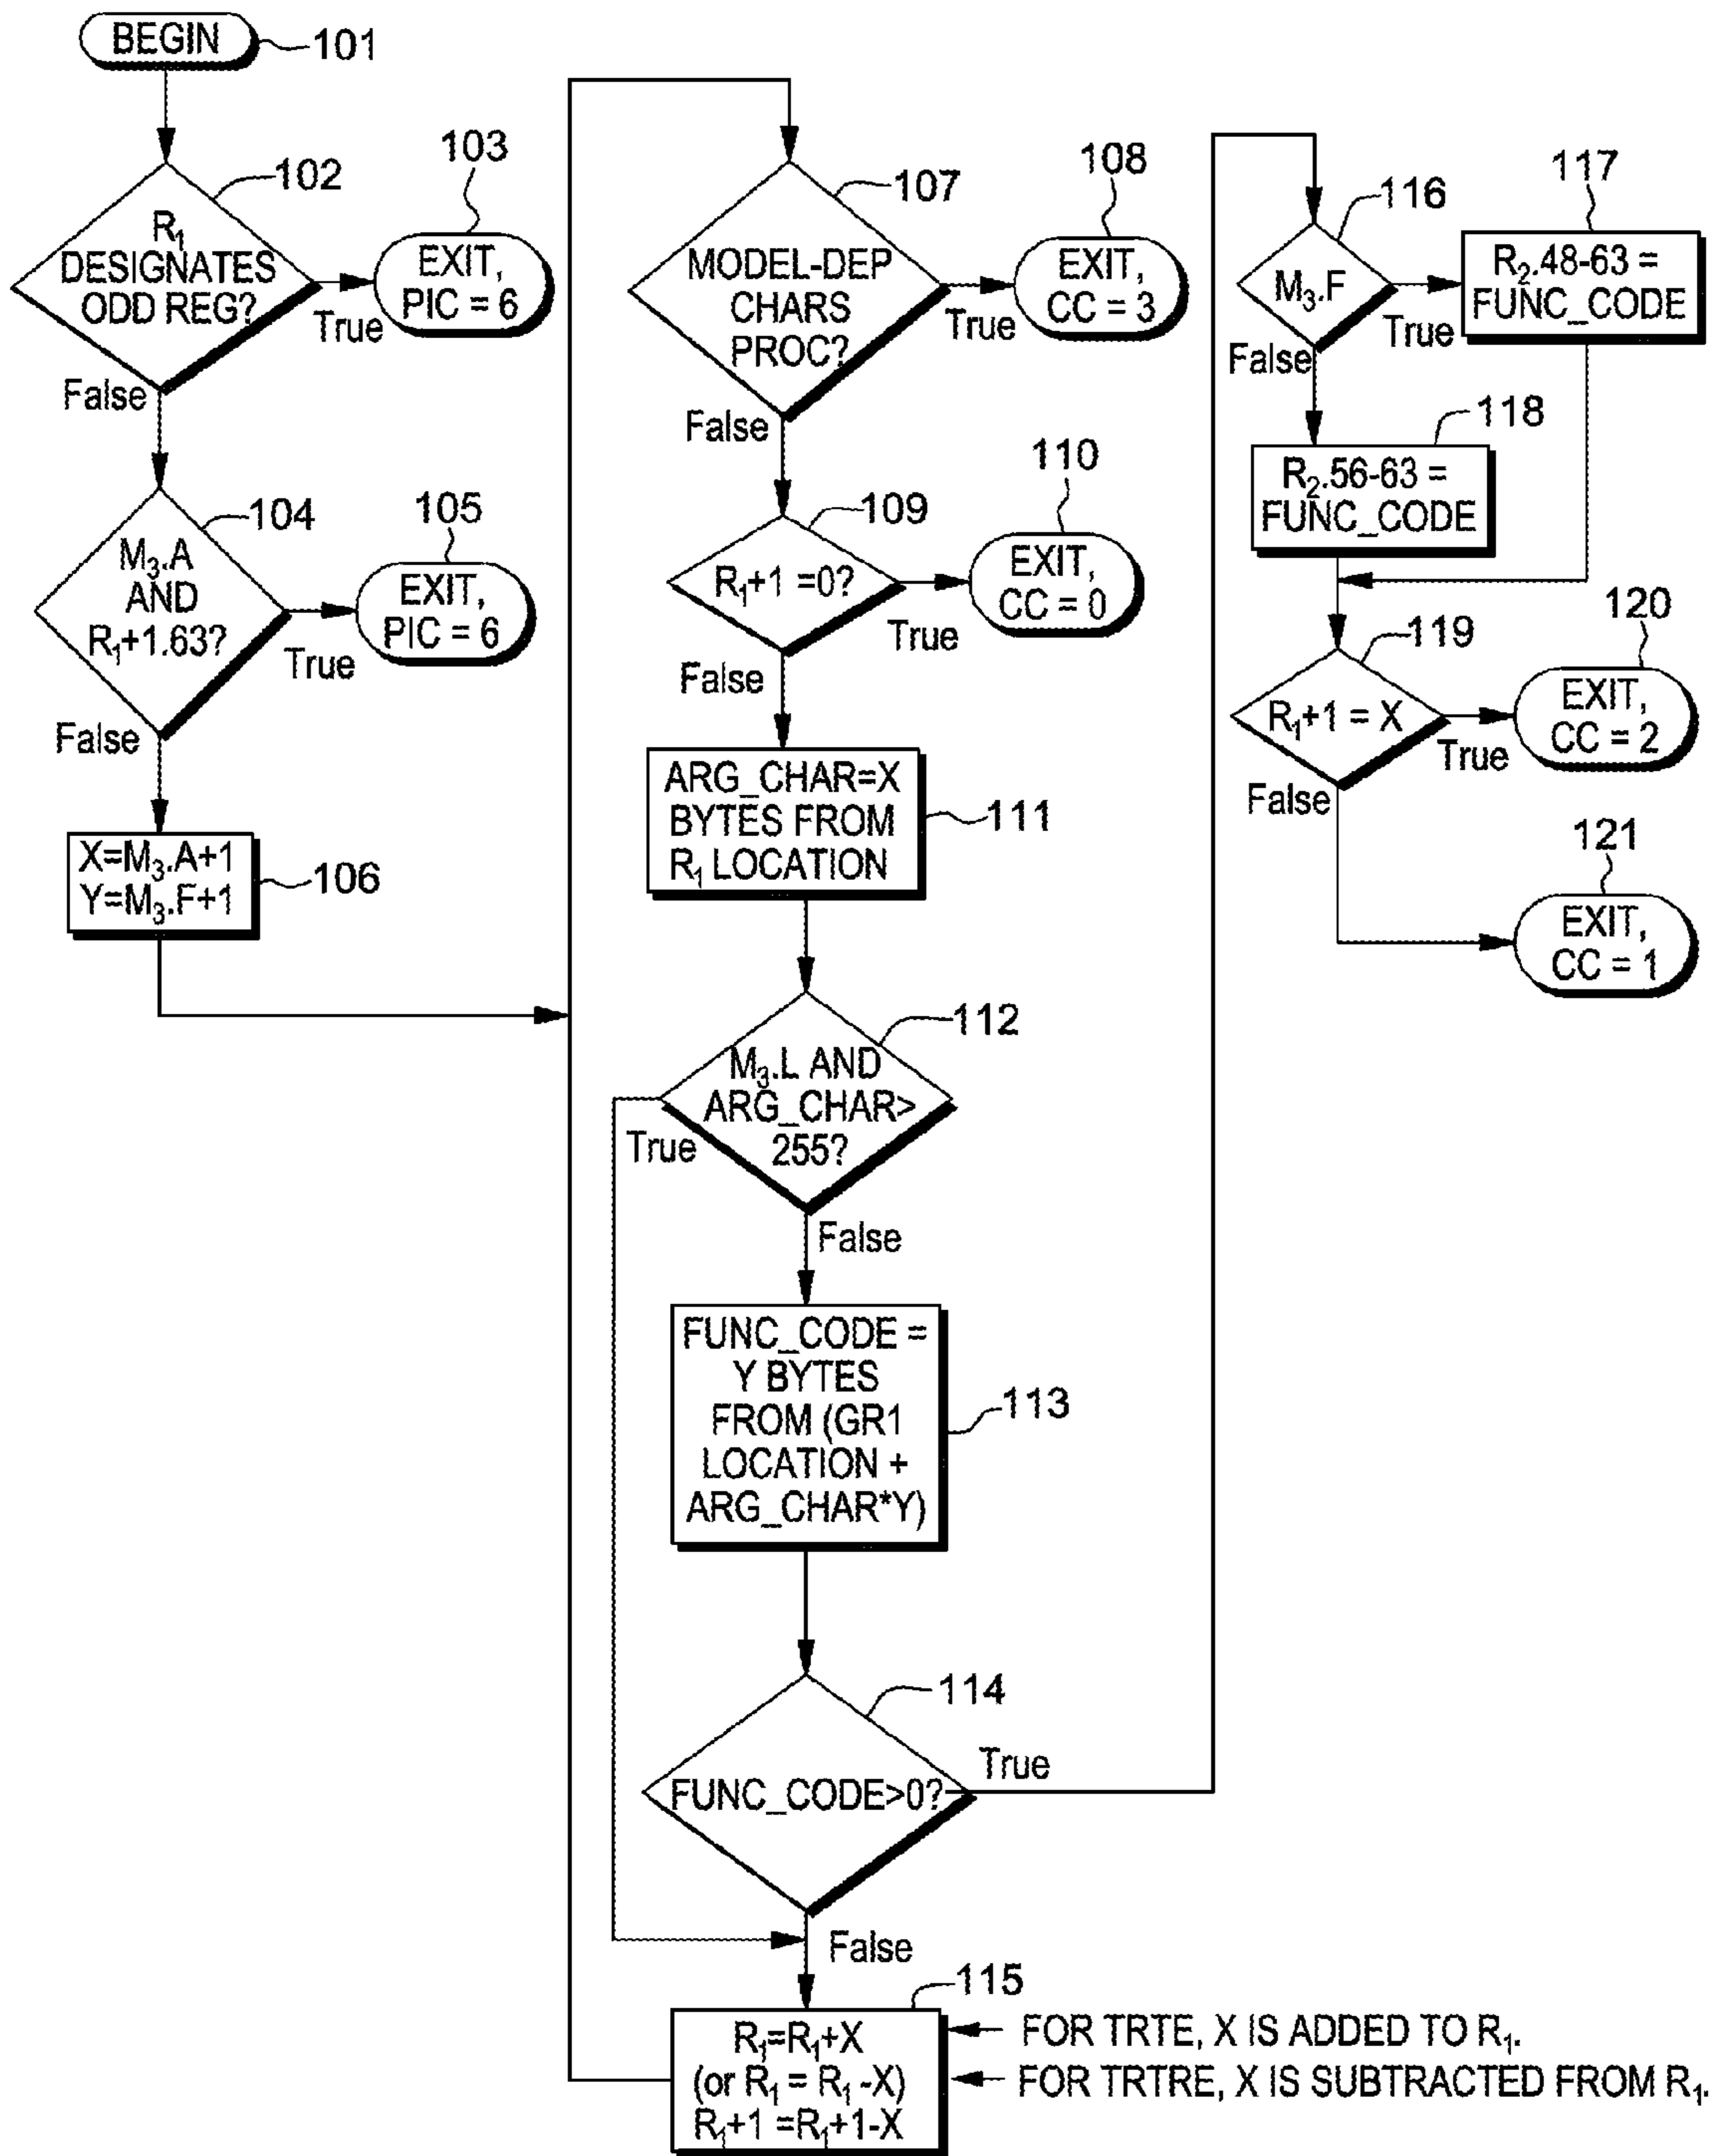 BEGIN
101
102
R₁
DESIGNATES
ODD REG?
True
False
103
EXIT,
PIC = 6
104
M₃.A
AND
R₁+1.63?
True
False
105
EXIT,
PIC = 6
X=M₃.A+1
Y=M₃.F+1
106
107
MODEL-DEP
CHARS
PROC?
True
False
108
EXIT,
CC = 3
109
R₁+1 =0?
True
False
110
EXIT,
CC = 0
ARG_CHAR=X
BYTES FROM
R₁ LOCATION
111
112
M₃.L AND
ARG_CHAR>
255?
True
False
FUNC_CODE =
Y BYTES
FROM (GR1
LOCATION +
ARG_CHAR*Y)
113
114
FUNC_CODE>0?
True
False
115
R₁=R₁+X
(or R₁ = R₁ -X)
R₁+1 =R₁+1-X
FOR TRTE, X IS ADDED TO R₁.
FOR TRTRE, X IS SUBTRACTED FROM R₁.
116
M₃.F
True
False
117
R₂.48-63 =
FUNC_CODE
118
R₂.56-63 =
FUNC_CODE
119
R₁+1 = X
True
False
120
EXIT,
CC = 2
121
EXIT,
CC = 1